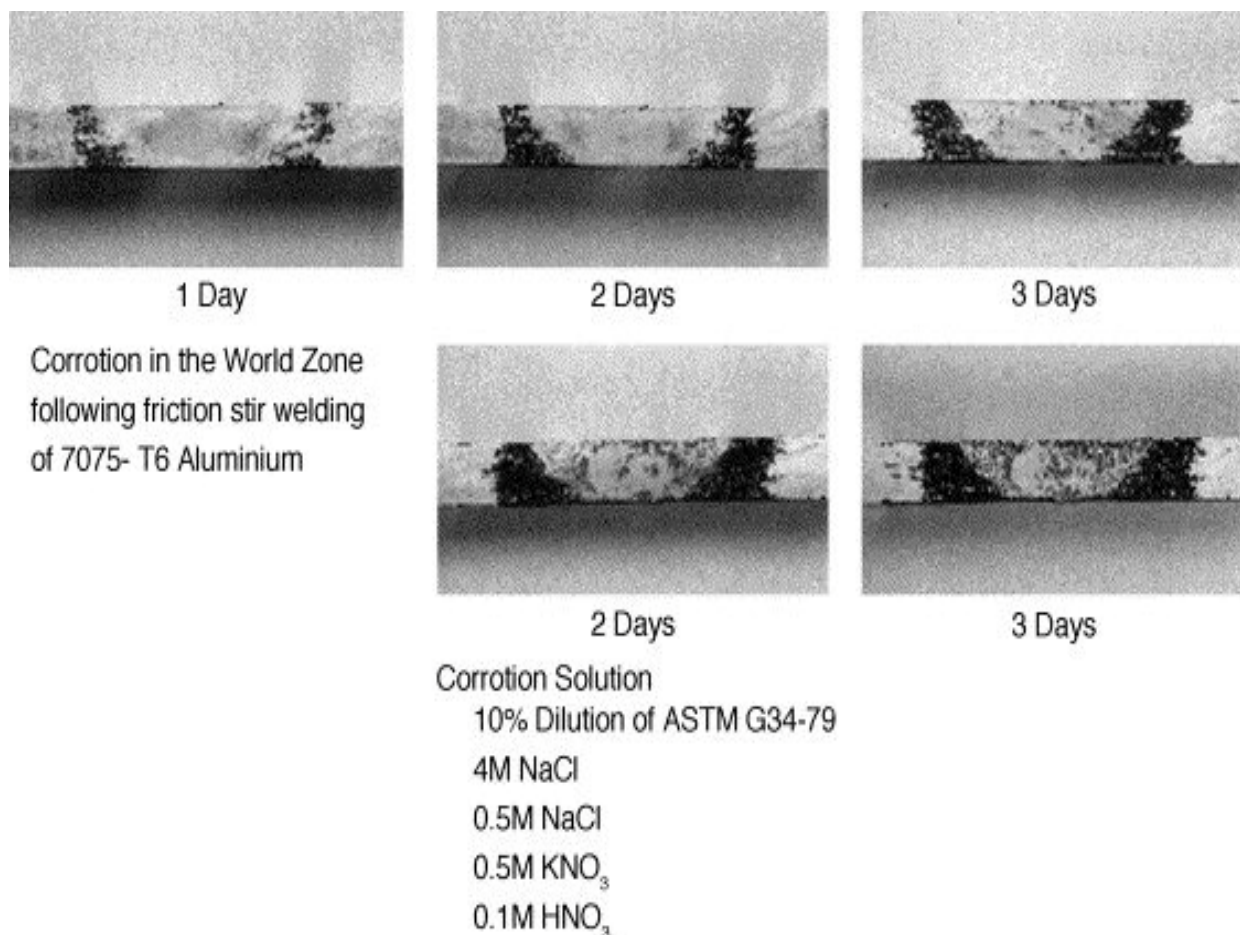 1 Day
2 Days
3 Days
Corrotion in the World Zone
following friction stir welding
of 7075- T6 Aluminium
2 Days
3 Days
Corrotion Solution
10% Dilution of ASTM G34-79
4M NaCl
0.5M NaCl
0.5M KNO₃
0.1M HNO₃